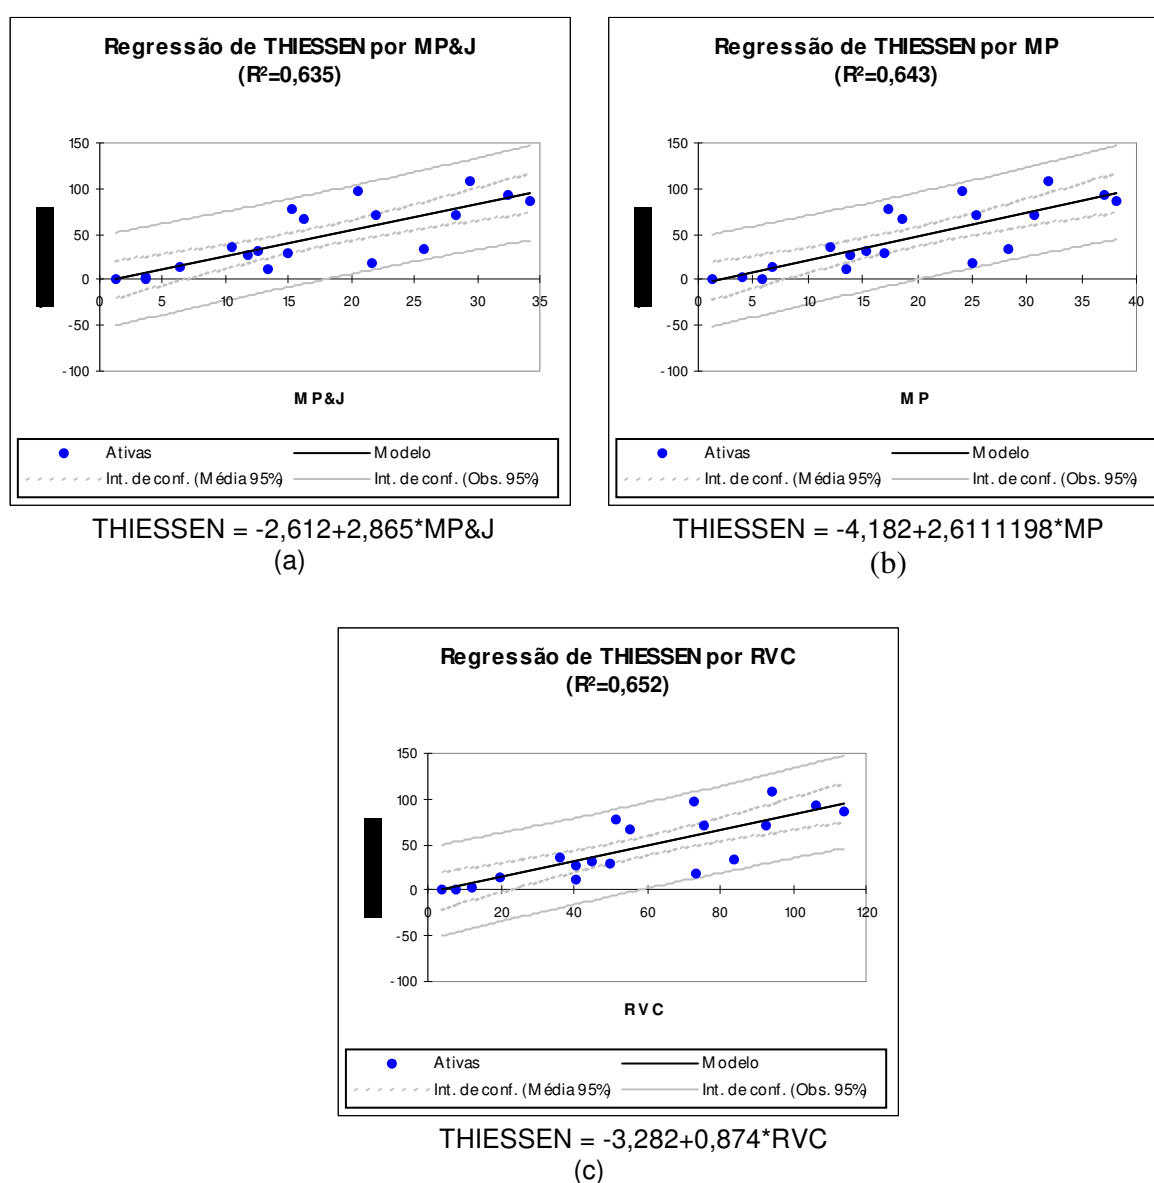 Regressão de THIESSEN por MP&J
(R²=0,635)
150
100
50
0
-50
-100
0 5 10 15 20 25 30 35
MP&J
Ativas Modelo
Int. de conf. (Média 95%) Int. de conf. (Obs. 95%)
THIESSEN = -2,612+2,865*MP&J
(a)
Regressão de THIESSEN por MP
(R²=0,643)
150
100
50
0
-50
-100
0 5 10 15 20 25 30 35 40
MP
Ativas Modelo
Int. de conf. (Média 95%) Int. de conf. (Obs. 95%)
THIESSEN = -4,182+2,6111198*MP
(b)
Regressão de THIESSEN por RVC
(R²=0,652)
150
100
50
0
-50
-100
0 20 40 60 80 100 120
RVC
Ativas Modelo
Int. de conf. (Média 95%) Int. de conf. (Obs. 95%)
THIESSEN = -3,282+0,874*RVC
(c)